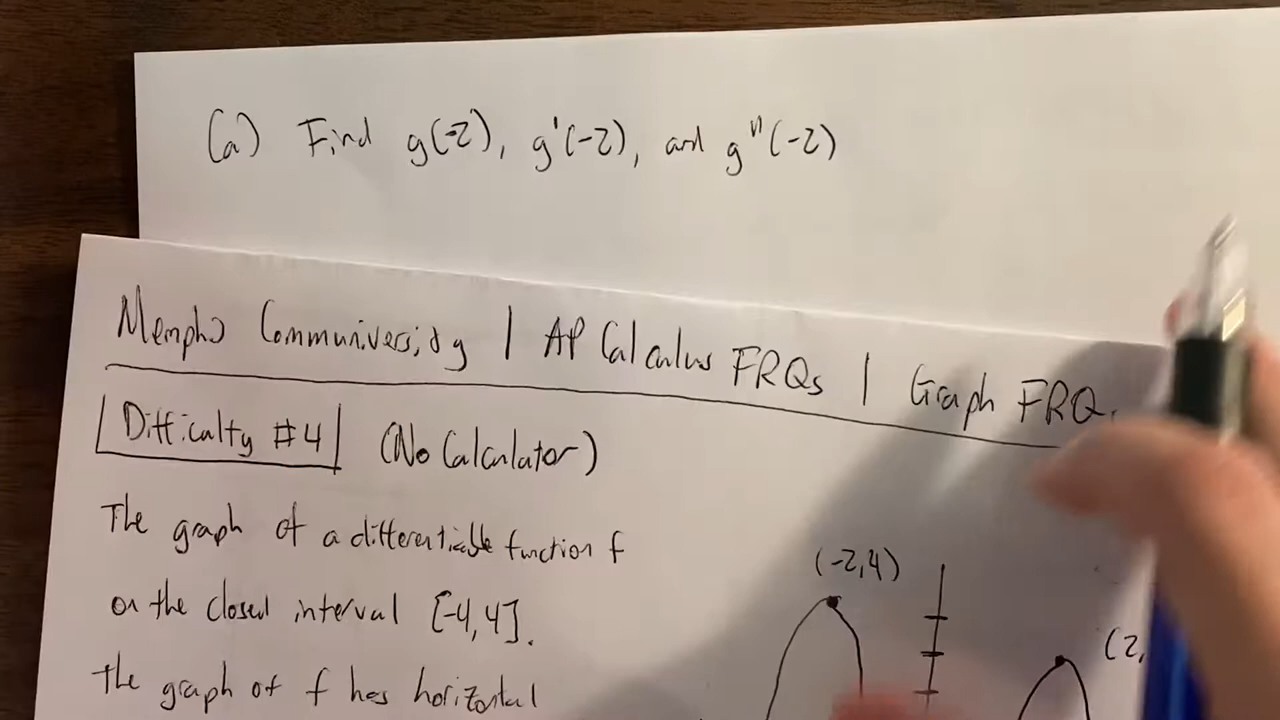 (a) Find g(-2), g'(-2), and g''(-2)
Communiversity | AP Calculus FRQs | Graph FRQ
Difficulty #4 (No Calculator)
The graph of a differentiable function f
on the closed interval [-4,4].
The graph of f has horizontal
(-2,4)
(2,